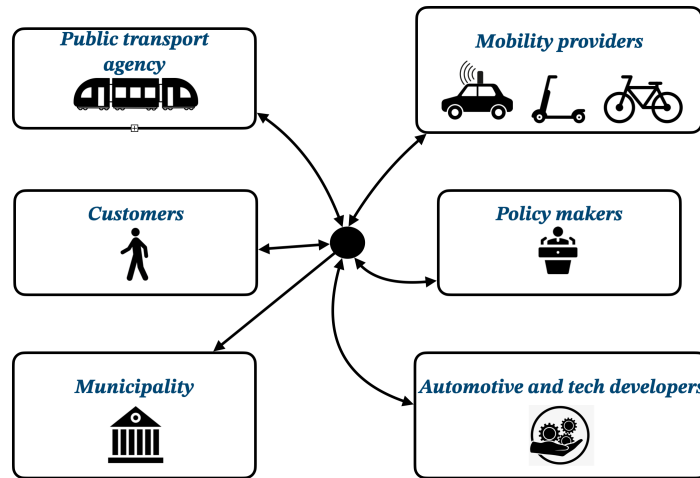 Public transport
agency
Mobility providers
Customers
Policy makers
Municipality
Automotive and tech developers